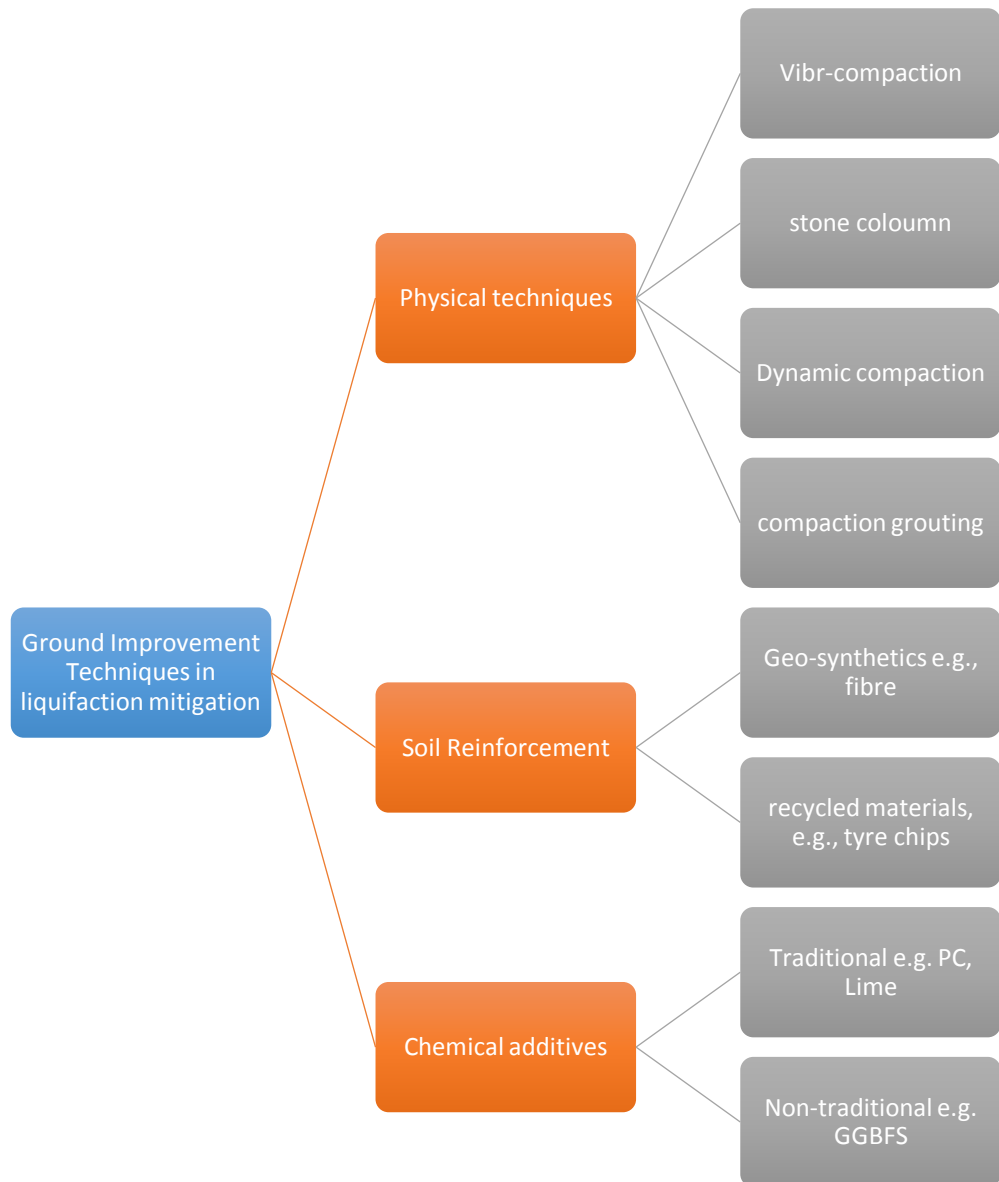 Vibr-compaction
stone coloumn
Physical techniques
Dynamic compaction
compaction grouting
Ground Improvement
Techniques in
liquifaction mitigation
Geo-synthetics e.g.,
fibre
Soil Reinforcement
recycled materials,
e.g., tyre chips
Traditional e.g. PC,
Lime
Chemical additives
Non-traditional e.g.
GGBFS